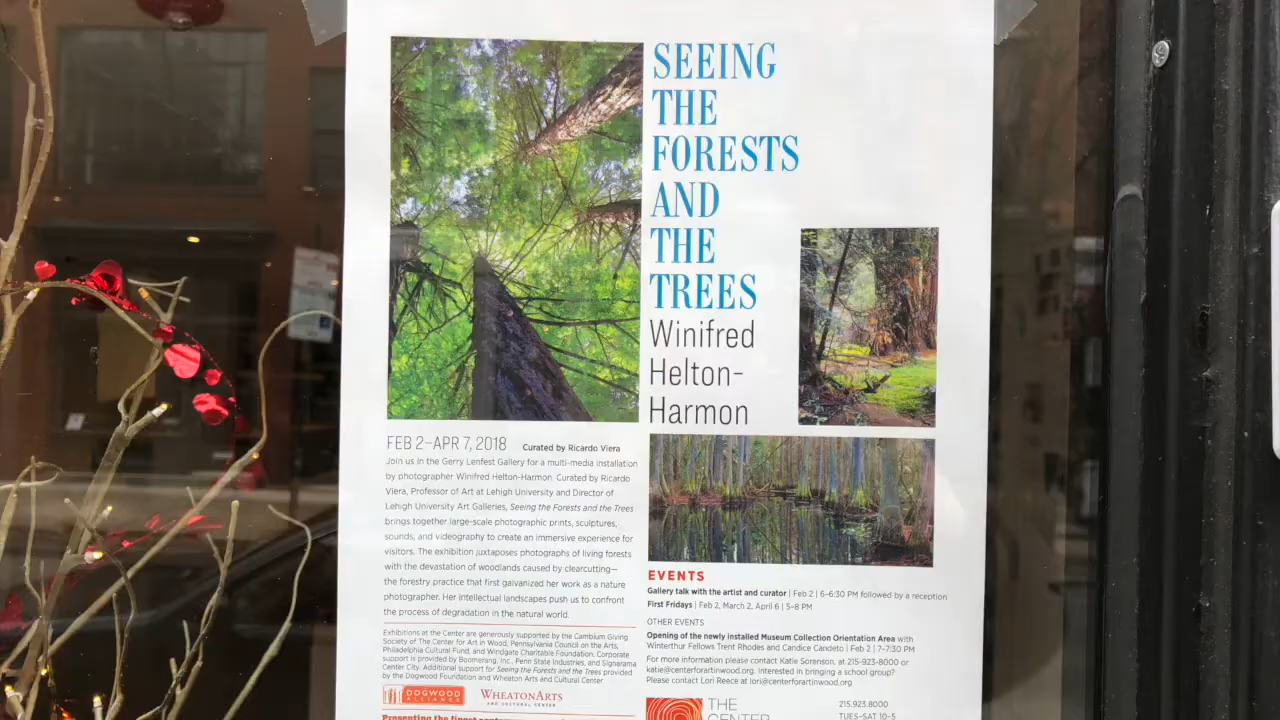 SEEING
THE
FORESTS
AND
THE
TREES
Winifred
Helton-
Harmon
FEB 2–APR 7, 2018 Curated by Ricardo Viera
Join us in the Gerry Lenfest Gallery for a multi-media installation
by photographer Winifred Helton-Harmon. Curated by Ricardo
Viera, Professor of Art at Lehigh University and Director of
Lehigh University Art Galleries, Seeing the Forests and the Trees
brings together large-scale photographic prints, sculptures,
sounds, and videography to create an immersive experience for
visitors. The exhibition juxtaposes photographs of living forests
with the devastation of woodlands caused by clearcutting—
the forestry practice that first galvanized her work as a nature
photographer. Her intellectual landscapes push us to confront
the process of degradation in the natural world.
Exhibitions at the Center are generously supported by the Cambium Giving
Society of The Center for Art in Wood, Pennsylvania Council on the Arts,
Philadelphia Cultural Fund, and Windgate Charitable Foundation. Corporate
support is provided by Boomerang, Inc., Penn State Industries, and Signarama
Center City. Additional support for Seeing the Forests and the Trees provided
by the Dogwood Foundation and Wheaton Arts and Cultural Center
DOGWOOD
ALLIANCE
WHEATONARTS
AND CULTURAL CENTER
Presenting the finest
EVENTS
Gallery talk with the artist and curator | Feb 2 | 6–6:30 PM followed by a reception
First Fridays | Feb 2, March 2, April 6 | 5–8 PM
OTHER EVENTS
Opening of the newly installed Museum Collection Orientation Area with
Winterthur Fellows Trent Rhodes and Candice Candeto | Feb 2 | 7–7:30 PM
For more information please contact Katie Sorenson, at 215-923-8000 or
katie@centerforartinwood.org. Interested in bringing a school group?
Please contact Lori Reece at lori@centerforartinwood.org
THE
CENTER
215.923.8000
TUES–SAT 10–5